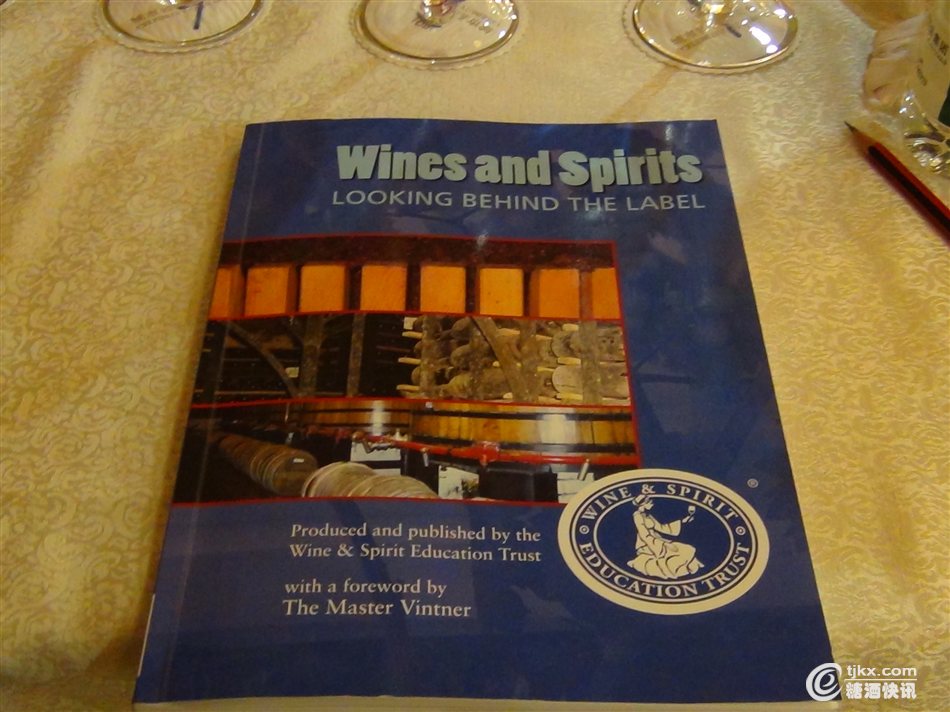 Wines and Spirits
LOOKING BEHIND THE LABEL
Produced and published by the
Wine & Spirit Education Trust
with a foreword by
The Master Vintner
WINE & SPIRIT
EDUCATION TRUST
®
tjkx.com
糖酒快讯